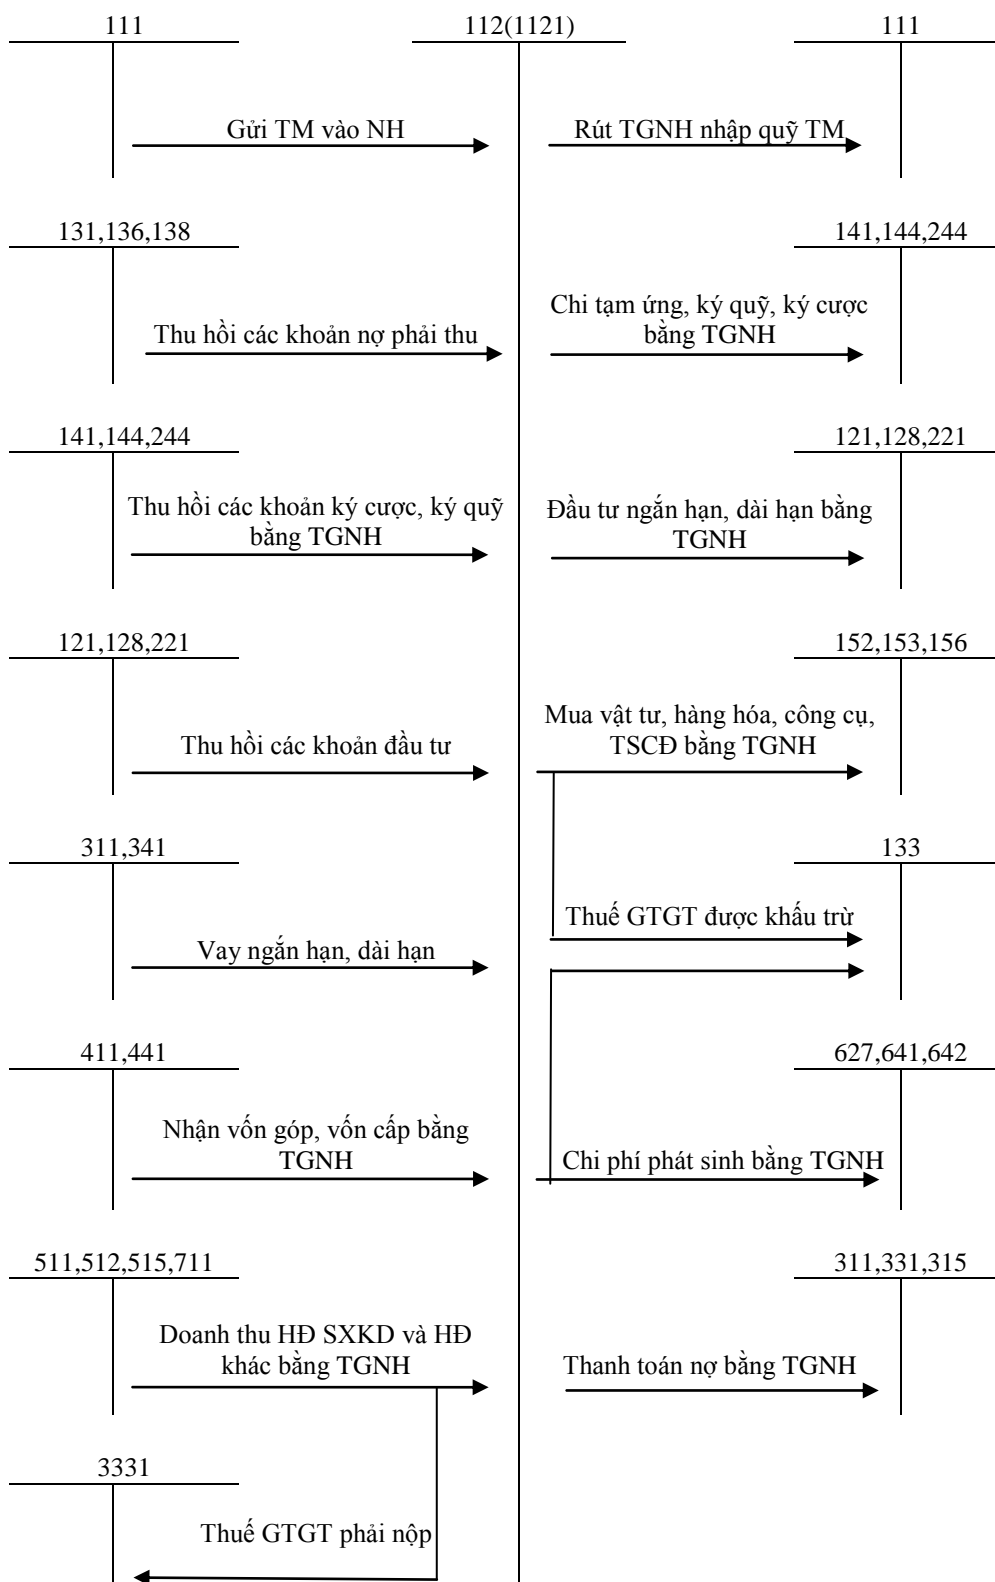 111
112(1121)
111
Gửi TM vào NH
Rút TGNH nhập quỹ TM
131,136,138
141,144,244
Thu hồi các khoản nợ phải thu
Chi tạm ứng, ký quỹ, ký cược
bằng TGNH
141,144,244
121,128,221
Thu hồi các khoản ký cược, ký quỹ
bằng TGNH
Đầu tư ngắn hạn, dài hạn bằng
TGNH
121,128,221
152,153,156
Thu hồi các khoản đầu tư
Mua vật tư, hàng hóa, công cụ,
TSCĐ bằng TGNH
311,341
133
Vay ngắn hạn, dài hạn
Thuế GTGT được khấu trừ
411,441
627,641,642
Nhận vốn góp, vốn cấp bằng
TGNH
Chi phí phát sinh bằng TGNH
511,512,515,711
311,331,315
Doanh thu HĐ SXKD và HĐ
khác bằng TGNH
Thanh toán nợ bằng TGNH
3331
Thuế GTGT phải nộp